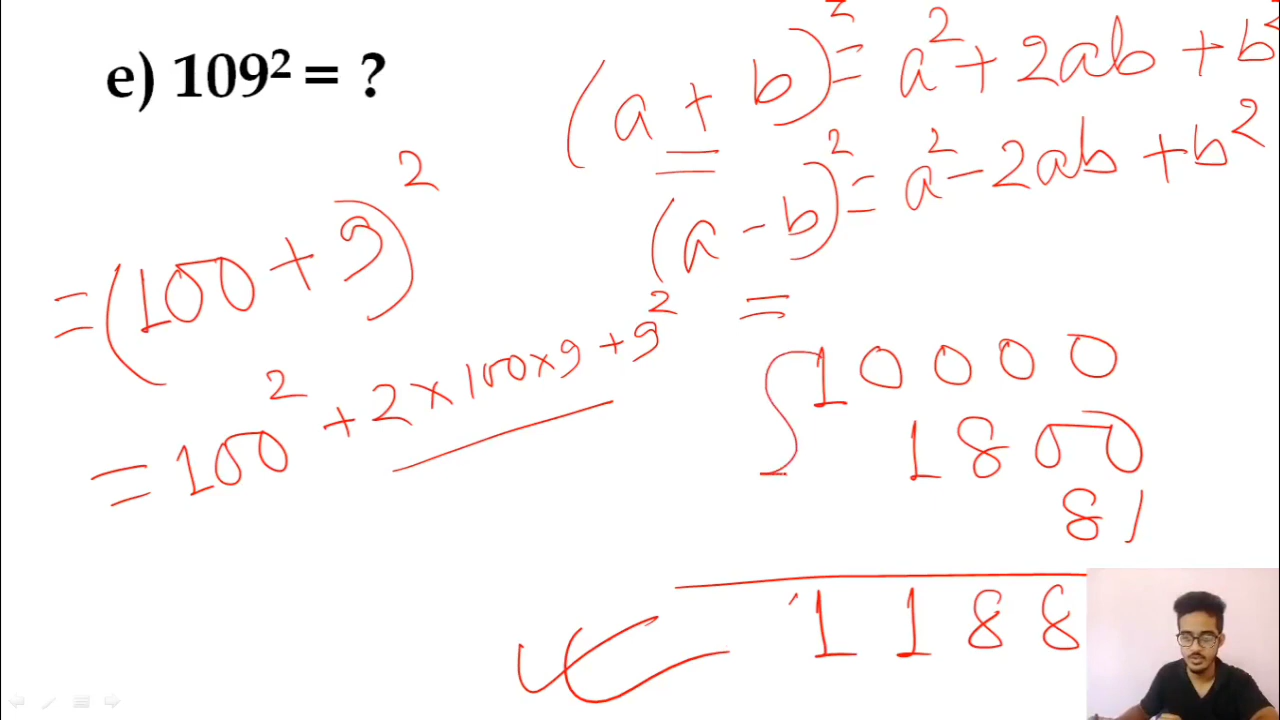 e) 109² = ?
(a + b)² = a² + 2ab + b²
(a - b)² = a² - 2ab + b²
= (100 + 9)²
= 100² + 2 × 100 × 9 + 9²
=
10000
1800
81
1188